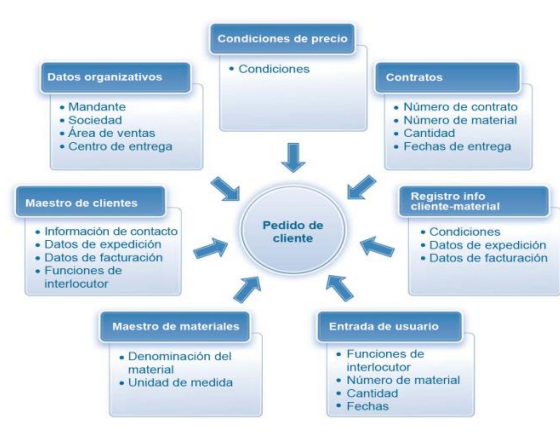 Condiciones de precio
• Condiciones
Datos organizativos
• Mandante
• Sociedad
• Área de ventas
• Centro de entrega
Contratos
• Número de contrato
• Número de material
• Cantidad
• Fechas de entrega
Maestro de clientes
• Información de contacto
• Datos de expedición
• Datos de facturación
• Funciones de
interlocutor
Pedido de
cliente
Registro info
cliente-material
• Condiciones
• Datos de expedición
• Datos de facturación
Maestro de materiales
• Denominación del
material
• Unidad de medida
Entrada de usuario
• Funciones de
interlocutor
• Número de material
• Cantidad
• Fechas